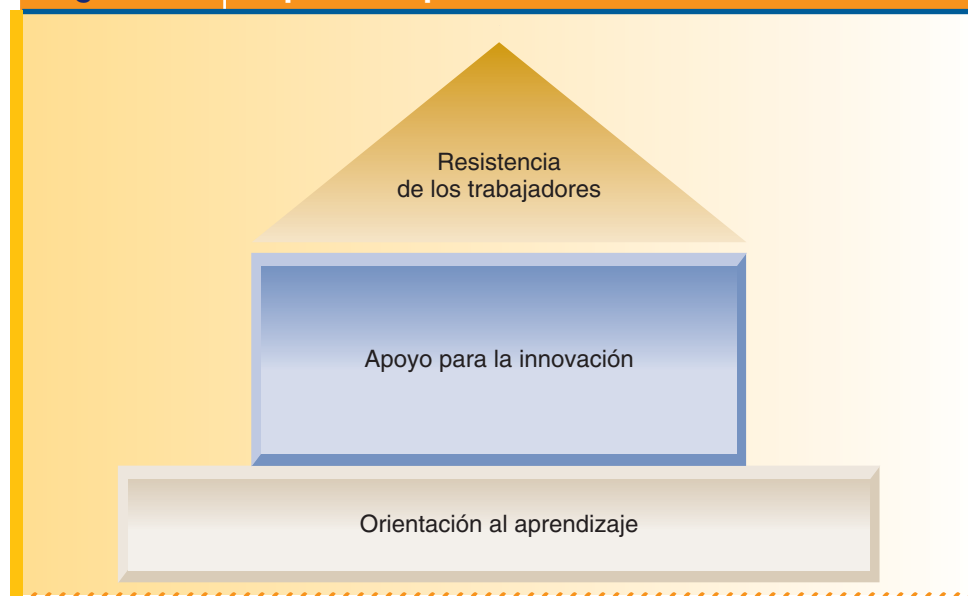 Resistencia
de los trabajadores
Apoyo para la innovación
Orientación al aprendizaje